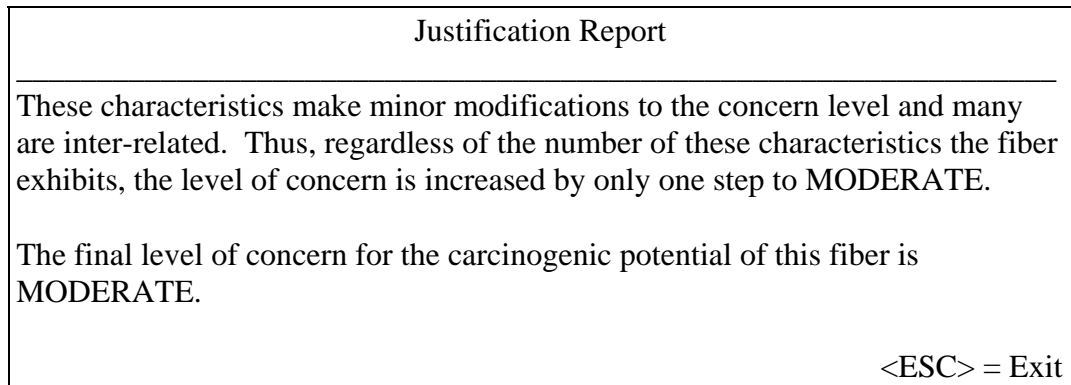 Justification Report
These characteristics make minor modifications to the concern level and many
are inter-related.  Thus, regardless of the number of these characteristics the fiber
exhibits, the level of concern is increased by only one step to MODERATE.
The final level of concern for the carcinogenic potential of this fiber is
MODERATE.
<ESC> = Exit